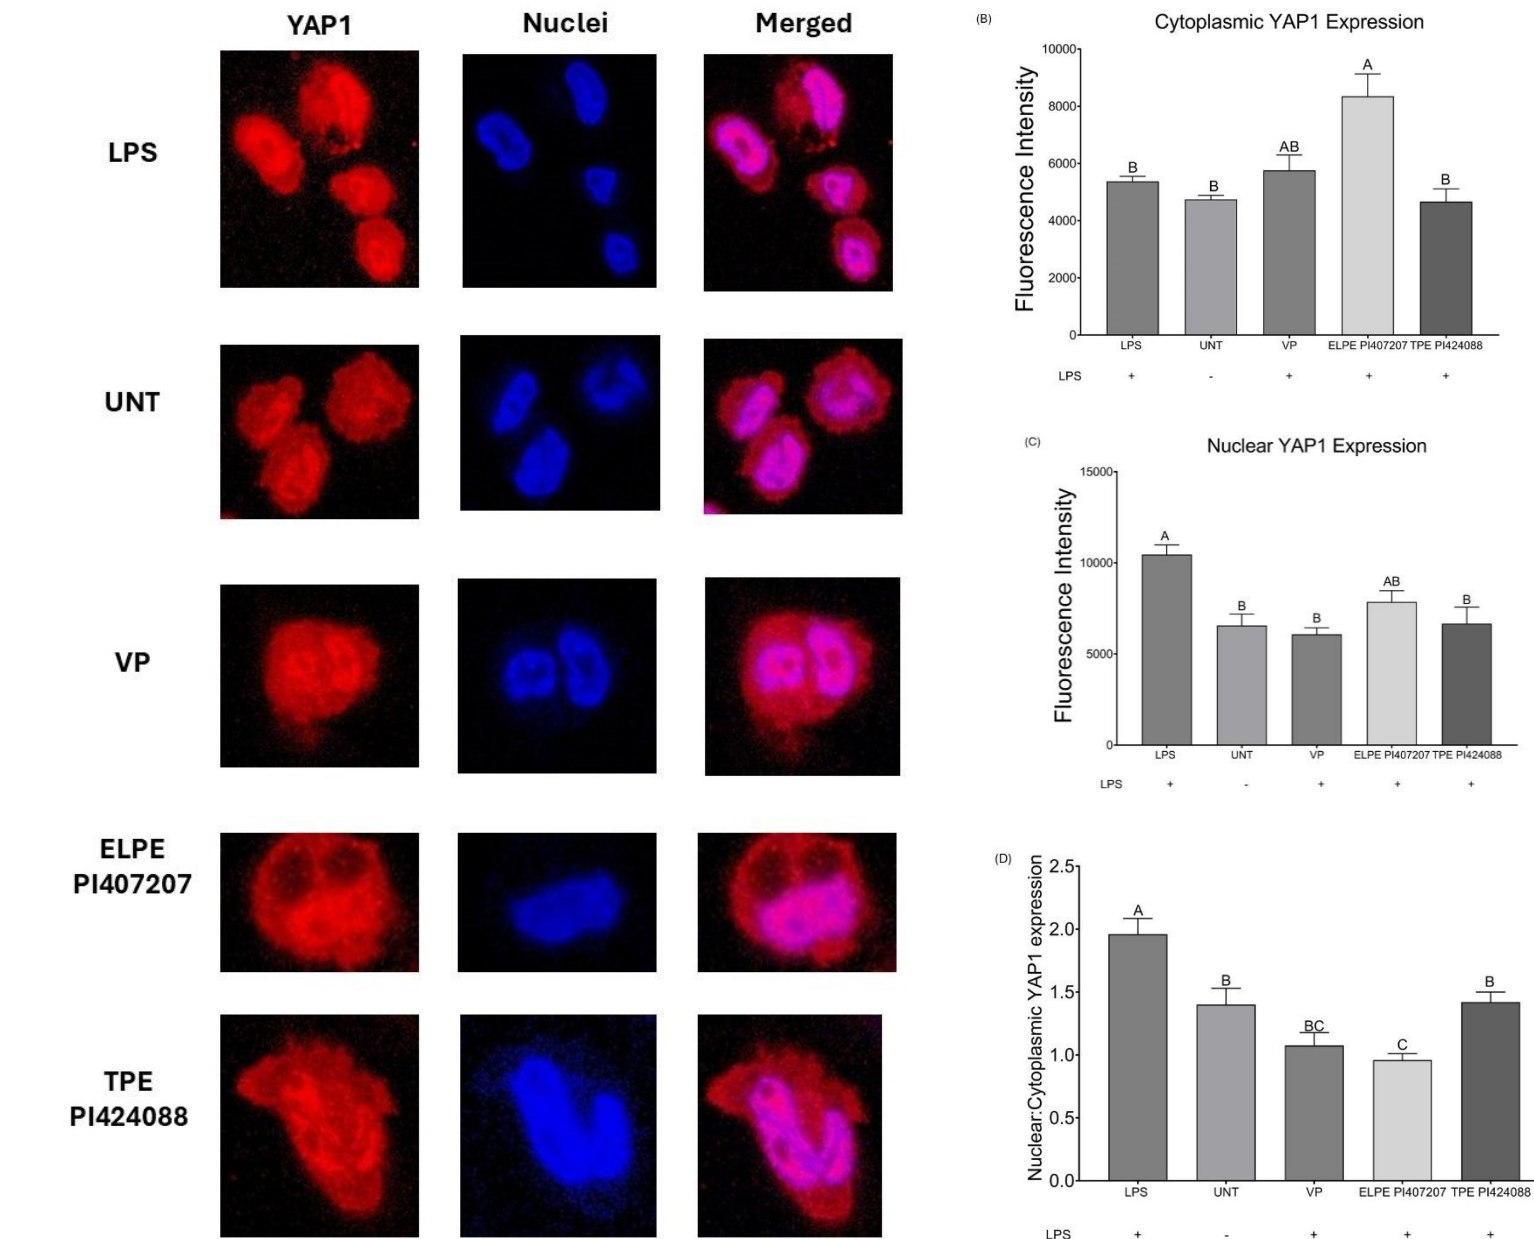 YAP1
Nuclei
Merged
LPS
UNT
VP
ELPE
PI407207
TPE
PI424088
(B)
Cytoplasmic YAP1 Expression
Fluorescence Intensity
10000
8000
6000
4000
2000
0
B
B
AB
A
B
LPS UNT VP ELPE PI407207 TPE PI424088
LPS + - + + +
(C)
Nuclear YAP1 Expression
Fluorescence Intensity
15000
10000
5000
0
A
B
B
AB
B
LPS UNT VP ELPE PI407207 TPE PI424088
LPS + - + + +
(D)
Nuclear:Cytoplasmic YAP1 expression
2.5
2.0
1.5
1.0
0.5
0.0
A
B
BC
C
B
LPS UNT VP ELPE PI407207 TPE PI424088
LPS + - + + +